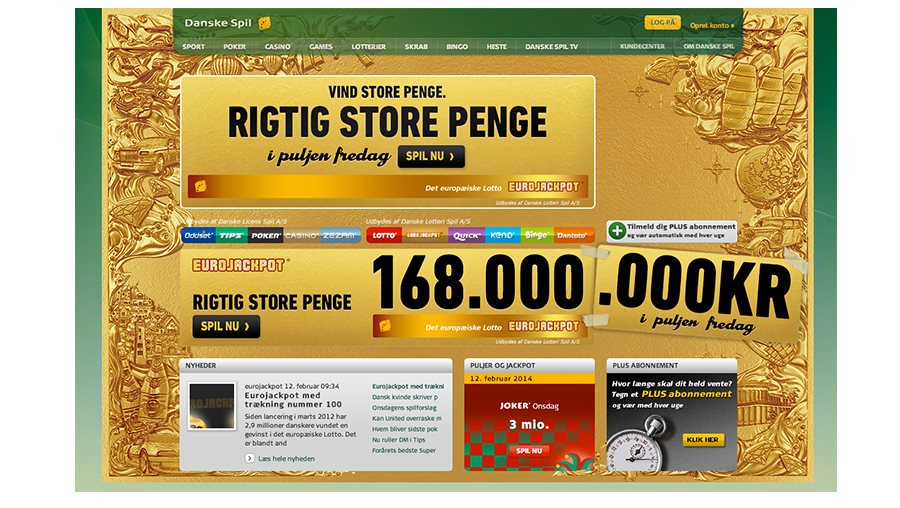 Danske Spil
LOG PÅ
Opret konto »
SPORT POKER CASINO GAMES LOTTERIER SKRAB BINGO HESTE DANSKE SPIL TV KUNDECENTER OM DANSKE SPIL
VIND STORE PENGE.
RIGTIG STORE PENGE
i puljen fredag
SPIL NU
Det europæiske Lotto EUROJACKPOT
Udbydes af Danske Lotteri Spil A/S
Udbydes af Danske Licens Spil A/S
Udbydes af Danske Lotteri Spil A/S
Oddset TIPS POKER CASINO ZEZAM LOTTO EUROJACKPOT QUICK KENO Bingo Dantoto
Tilmeld dig PLUS abonnement
og vær automatisk med hver uge
EUROJACKPOT
RIGTIG STORE PENGE
SPIL NU
168.000.000KR
i puljen fredag
Det europæiske Lotto EUROJACKPOT
Udbydes af Danske Lotteri Spil A/S
NYHEDER
eurojackpot 12. februar 09:34
Eurojackpot med
trækning nummer 100
Siden lancering i marts 2012 har
2,9 millioner danskere vundet en
gevinst i det europæiske Lotto. Det
er blandt and
Læs hele nyheden
Eurojackpot med trækni
Dansk kvinde skriver p
Onsdagens spilforslag
Kan United overraske m
Hvem bliver sidste pok
Nu ruller DM i Tips
Forårets bedste Super
PULJER OG JACKPOT
12. februar 2014
JOKER Onsdag
3 mio.
SPIL NU
PLUS ABONNEMENT
Hvor længe skal dit held vente?
Tegn et PLUS abonnement
og vær med hver uge
KLIK HER